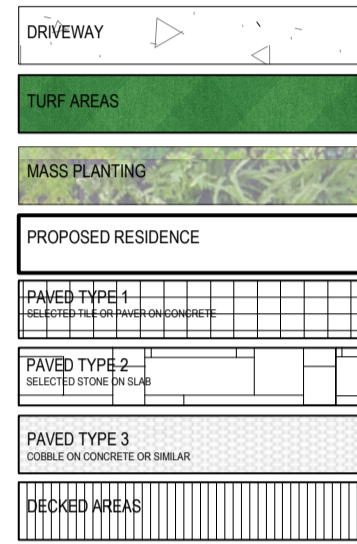 DRIVEWAY
TURF AREAS
MASS PLANTING
PROPOSED RESIDENCE
PAVED TYPE 1
SELECTED TILE OR PAVER ON CONCRETE
PAVED TYPE 2
SELECTED STONE ON SLAB
PAVED TYPE 3
COBBLE ON CONCRETE OR SIMILAR
DECKED AREAS